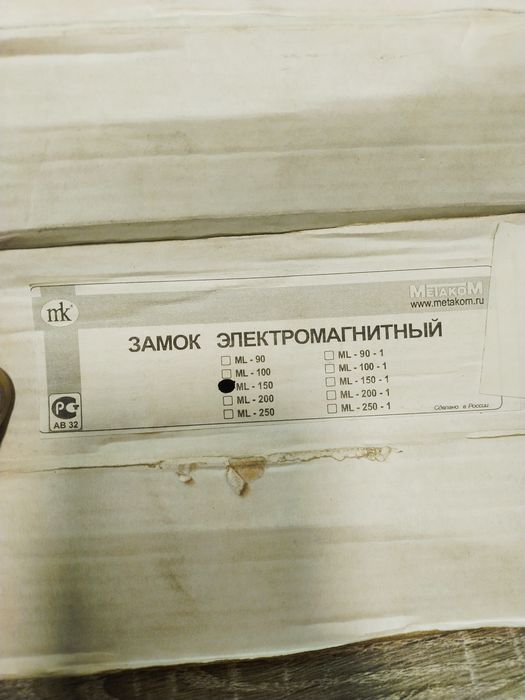 mk
МЕТАКОМ
www.metakom.ru
ЗАМОК ЭЛЕКТРОМАГНИТНЫЙ
ML - 90
ML - 100
ML - 150
ML - 200
ML - 250
ML - 90 - 1
ML - 100 - 1
ML - 150 - 1
ML - 200 - 1
ML - 250 - 1
АВ 32
Сделано в России